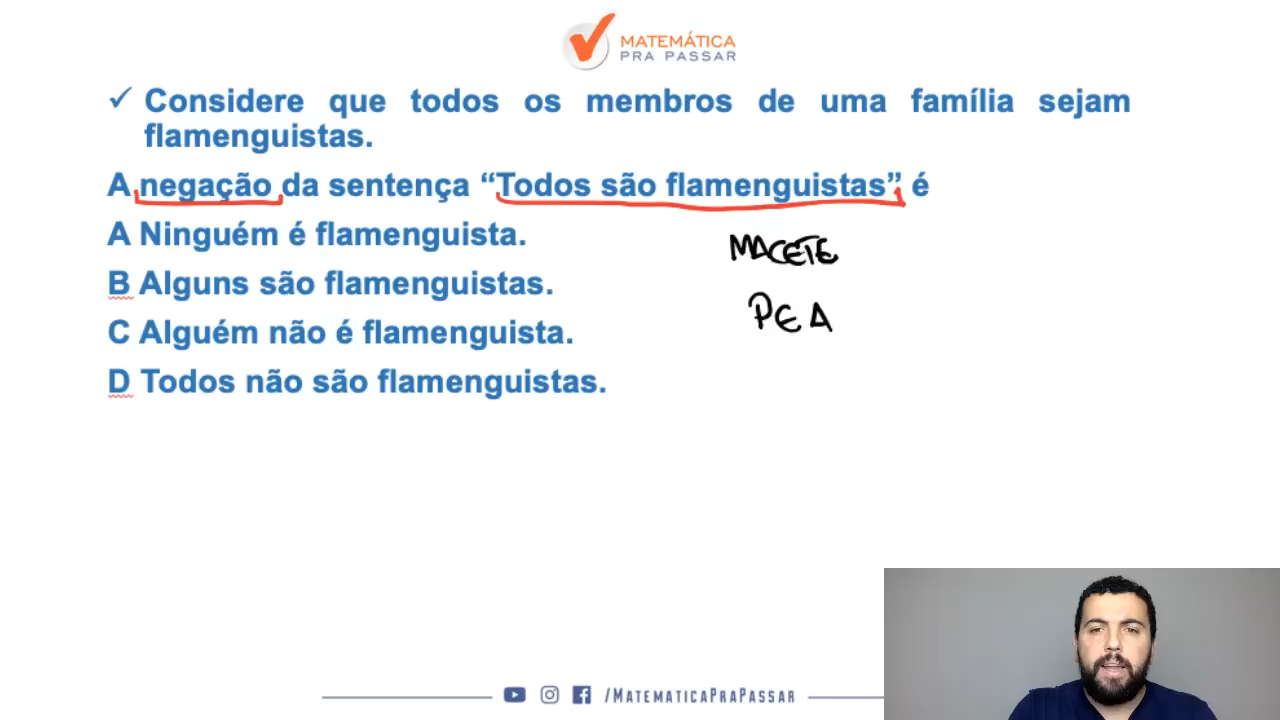 MATEMÁTICA
PRA PASSAR
✓ Considere que todos os membros de uma família sejam
flamenguistas.
A negação da sentença “Todos são flamenguistas”, é
A Ninguém é flamenguista.
B Alguns são flamenguistas.
C Alguém não é flamenguista.
D Todos não são flamenguistas.
MACETE
PEA
/MATEMATICAPRAPASSAR